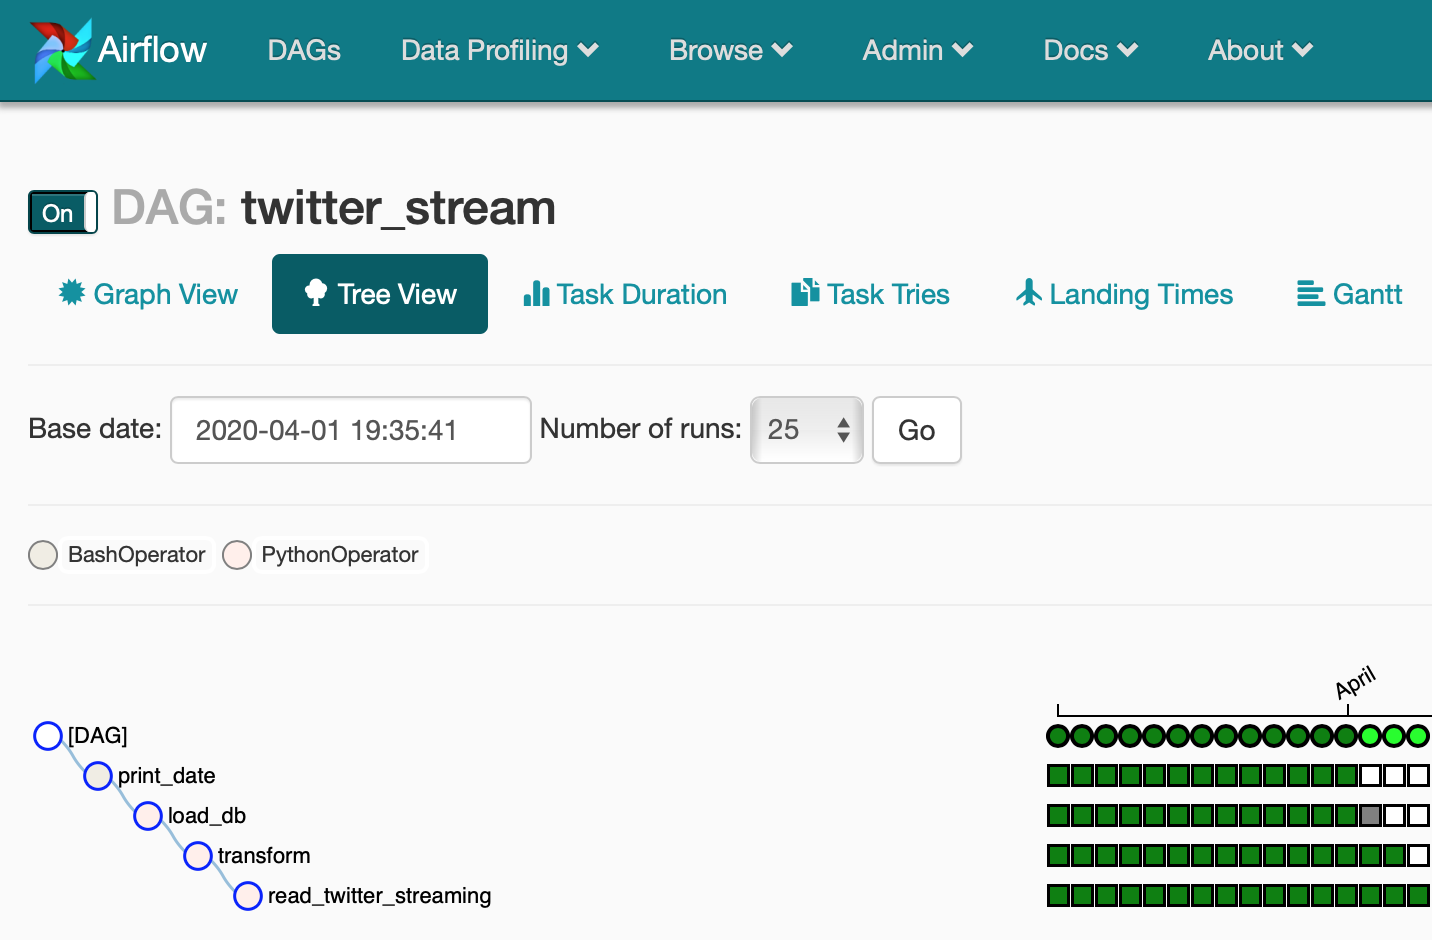 Airflow DAGs Data Profiling Browse Admin Docs About
On DAG: twitter_stream
Graph View Tree View Task Duration Task Tries Landing Times Gantt
Base date: 2020-04-01 19:35:41 Number of runs: 25 Go
BashOperator PythonOperator
April
[DAG]
print_date
load_db
transform
read_twitter_streaming